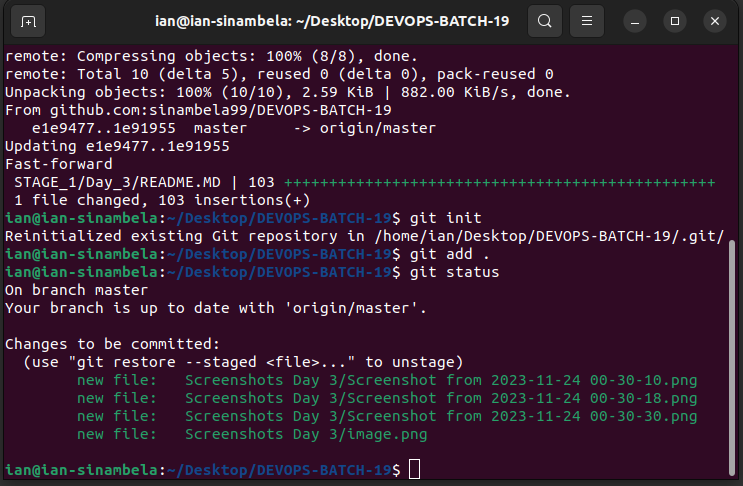 ian@ian-sinambela: ~/Desktop/DEVOPS-BATCH-19
remote: Compressing objects: 100% (8/8), done.
remote: Total 10 (delta 5), reused 0 (delta 0), pack-reused 0
Unpacking objects: 100% (10/10), 2.59 KiB | 882.00 KiB/s, done.
From github.com:sinambela99/DEVOPS-BATCH-19
   e1e9477..1e91955  master     -> origin/master
Updating e1e9477..1e91955
Fast-forward
 STAGE_1/Day_3/README.MD | 103 ++++++++++++++++++++++++++++++++++++++++++++++++
 1 file changed, 103 insertions(+)
ian@ian-sinambela:~/Desktop/DEVOPS-BATCH-19$ git init
Reinitialized existing Git repository in /home/ian/Desktop/DEVOPS-BATCH-19/.git/
ian@ian-sinambela:~/Desktop/DEVOPS-BATCH-19$ git add .
ian@ian-sinambela:~/Desktop/DEVOPS-BATCH-19$ git status
On branch master
Your branch is up to date with 'origin/master'.

Changes to be committed:
  (use "git restore --staged <file>..." to unstage)
        new file:   Screenshots Day 3/Screenshot from 2023-11-24 00-30-10.png
        new file:   Screenshots Day 3/Screenshot from 2023-11-24 00-30-18.png
        new file:   Screenshots Day 3/Screenshot from 2023-11-24 00-30-30.png
        new file:   Screenshots Day 3/image.png

ian@ian-sinambela:~/Desktop/DEVOPS-BATCH-19$